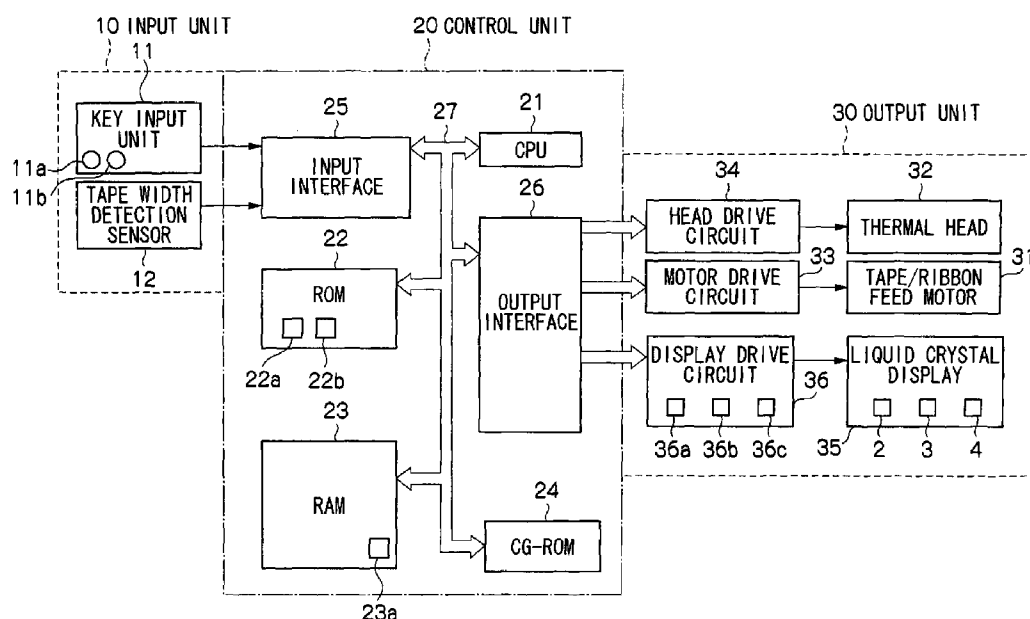 10 INPUT UNIT
11
KEY INPUT
UNIT
11a
11b
TAPE WIDTH
DETECTION
SENSOR
12
20 CONTROL UNIT
25
INPUT
INTERFACE
27
21
CPU
22
ROM
22a
22b
26
OUTPUT
INTERFACE
23
RAM
23a
24
CG-ROM
30 OUTPUT UNIT
34
HEAD DRIVE
CIRCUIT
32
THERMAL HEAD
33
MOTOR DRIVE
CIRCUIT
31
TAPE/RIBBON
FEED MOTOR
DISPLAY DRIVE
CIRCUIT
36
36a
36b
36c
LIQUID CRYSTAL
DISPLAY
35
2
3
4